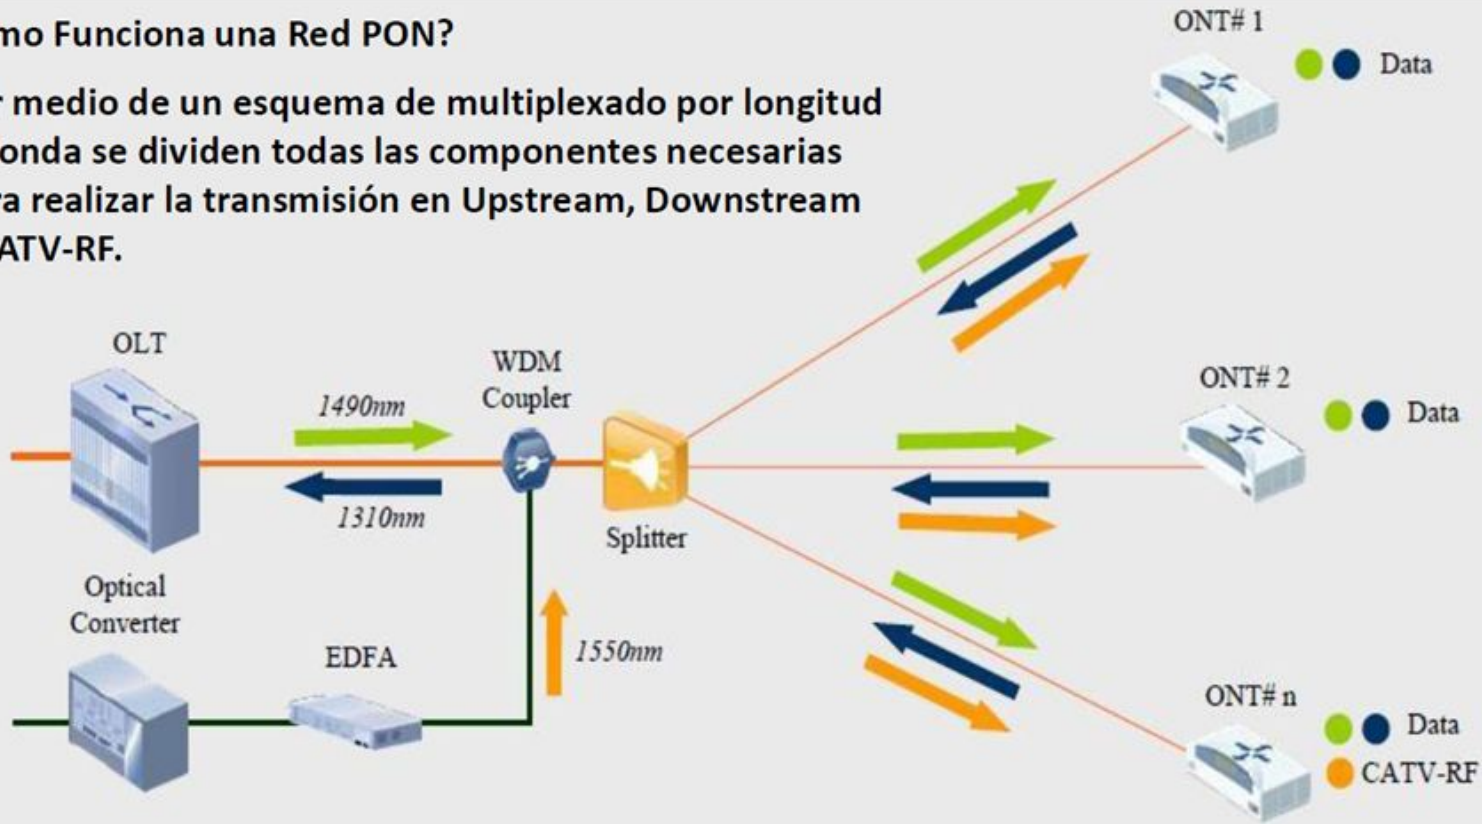 mo Funciona una Red PON?
r medio de un esquema de multiplexado por longitud
onda se dividen todas las componentes necesarias
ra realizar la transmisión en Upstream, Downstream
ATV-RF.
ONT# 1
Data
OLT
1490nm
1310nm
WDM
Coupler
Splitter
ONT# 2
Data
Optical
Converter
EDFA
1550nm
ONT# n
Data
CATV-RF